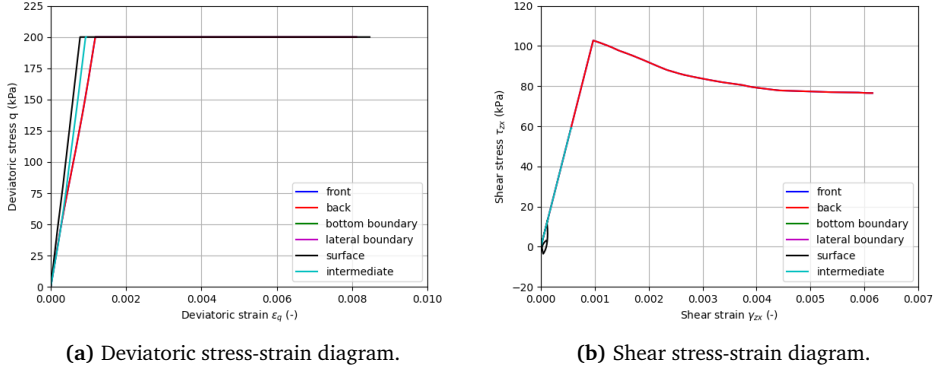 225
200
175
150
125
100
75
50
25
0
Deviatoric stress q (kPa)
0.000
0.002
0.004
0.006
0.008
0.010
Deviatoric strain εq (-)
front
back
bottom boundary
lateral boundary
surface
intermediate
(a) Deviatoric stress-strain diagram.
120
100
80
60
40
20
0
−20
Shear stress τzx (kPa)
0.000
0.001
0.002
0.003
0.004
0.005
0.006
0.007
Shear strain γzx (-)
front
back
bottom boundary
lateral boundary
surface
intermediate
(b) Shear stress-strain diagram.